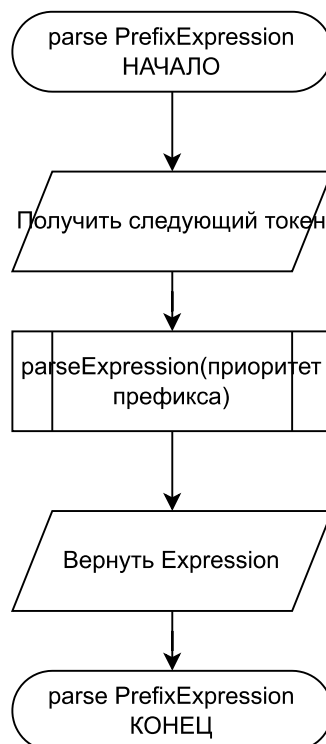 parse PrefixExpression
НАЧАЛО
Получить следующий токен
parseExpression(приоритет
префикса)
Вернуть Expression
parse PrefixExpression
КОНЕЦ